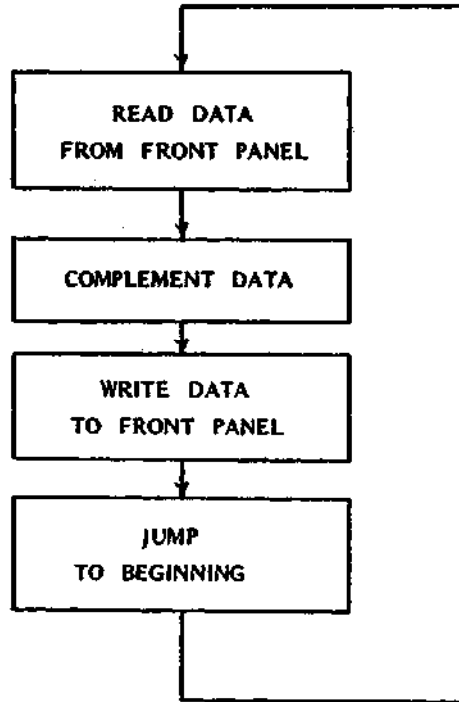 READ DATA
FROM FRONT PANEL
COMPLEMENT DATA
WRITE DATA
TO FRONT PANEL
JUMP
TO BEGINNING